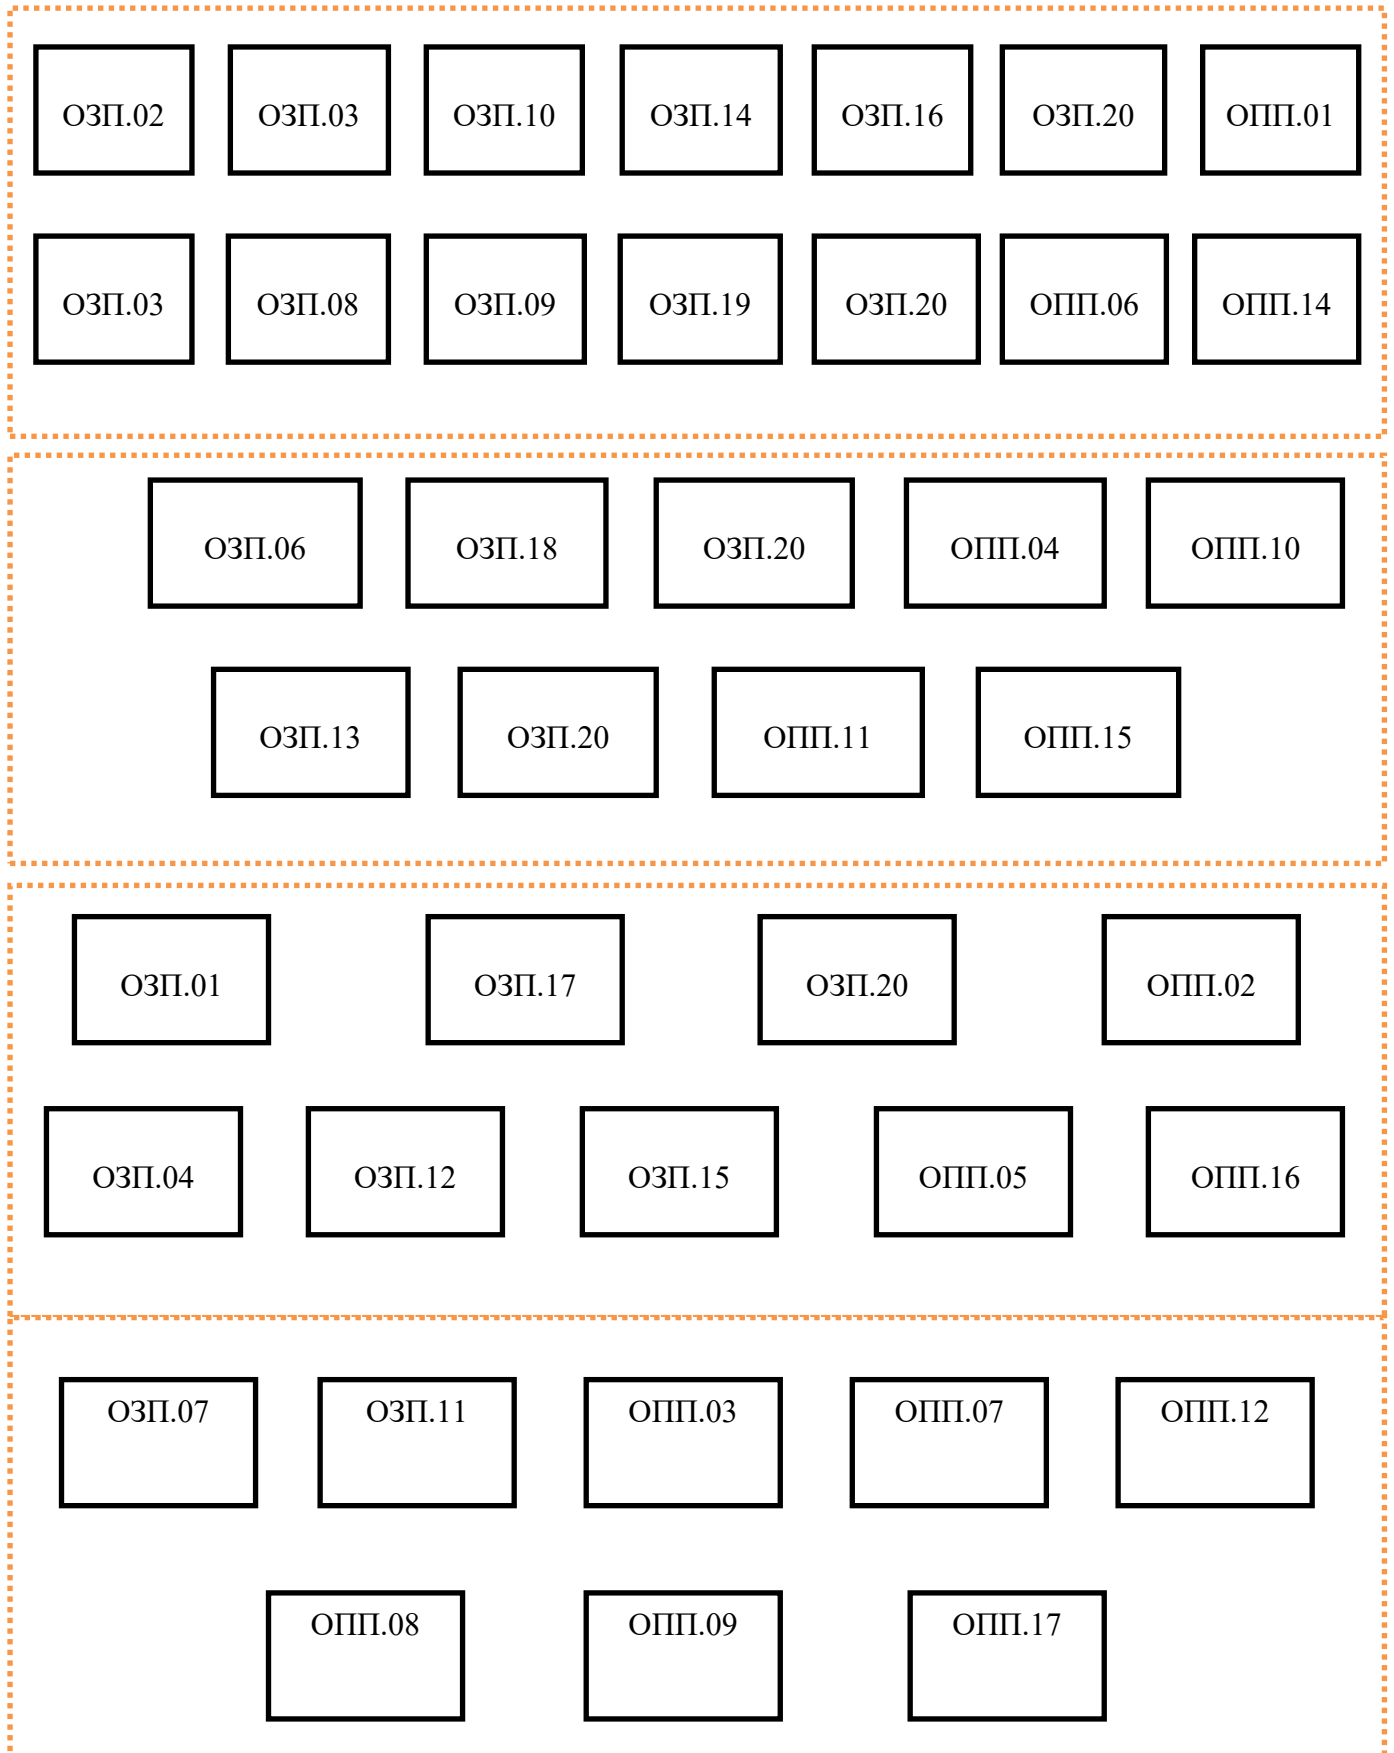 ОЗП.02 ОЗП.03 ОЗП.10 ОЗП.14 ОЗП.16 ОЗП.20 ОПП.01
ОЗП.03 ОЗП.08 ОЗП.09 ОЗП.19 ОЗП.20 ОПП.06 ОПП.14
ОЗП.06 ОЗП.18 ОЗП.20 ОПП.04 ОПП.10
ОЗП.13 ОЗП.20 ОПП.11 ОПП.15
ОЗП.01 ОЗП.17 ОЗП.20 ОПП.02
ОЗП.04 ОЗП.12 ОЗП.15 ОПП.05 ОПП.16
ОЗП.07 ОЗП.11 ОПП.03 ОПП.07 ОПП.12
ОПП.08 ОПП.09 ОПП.17